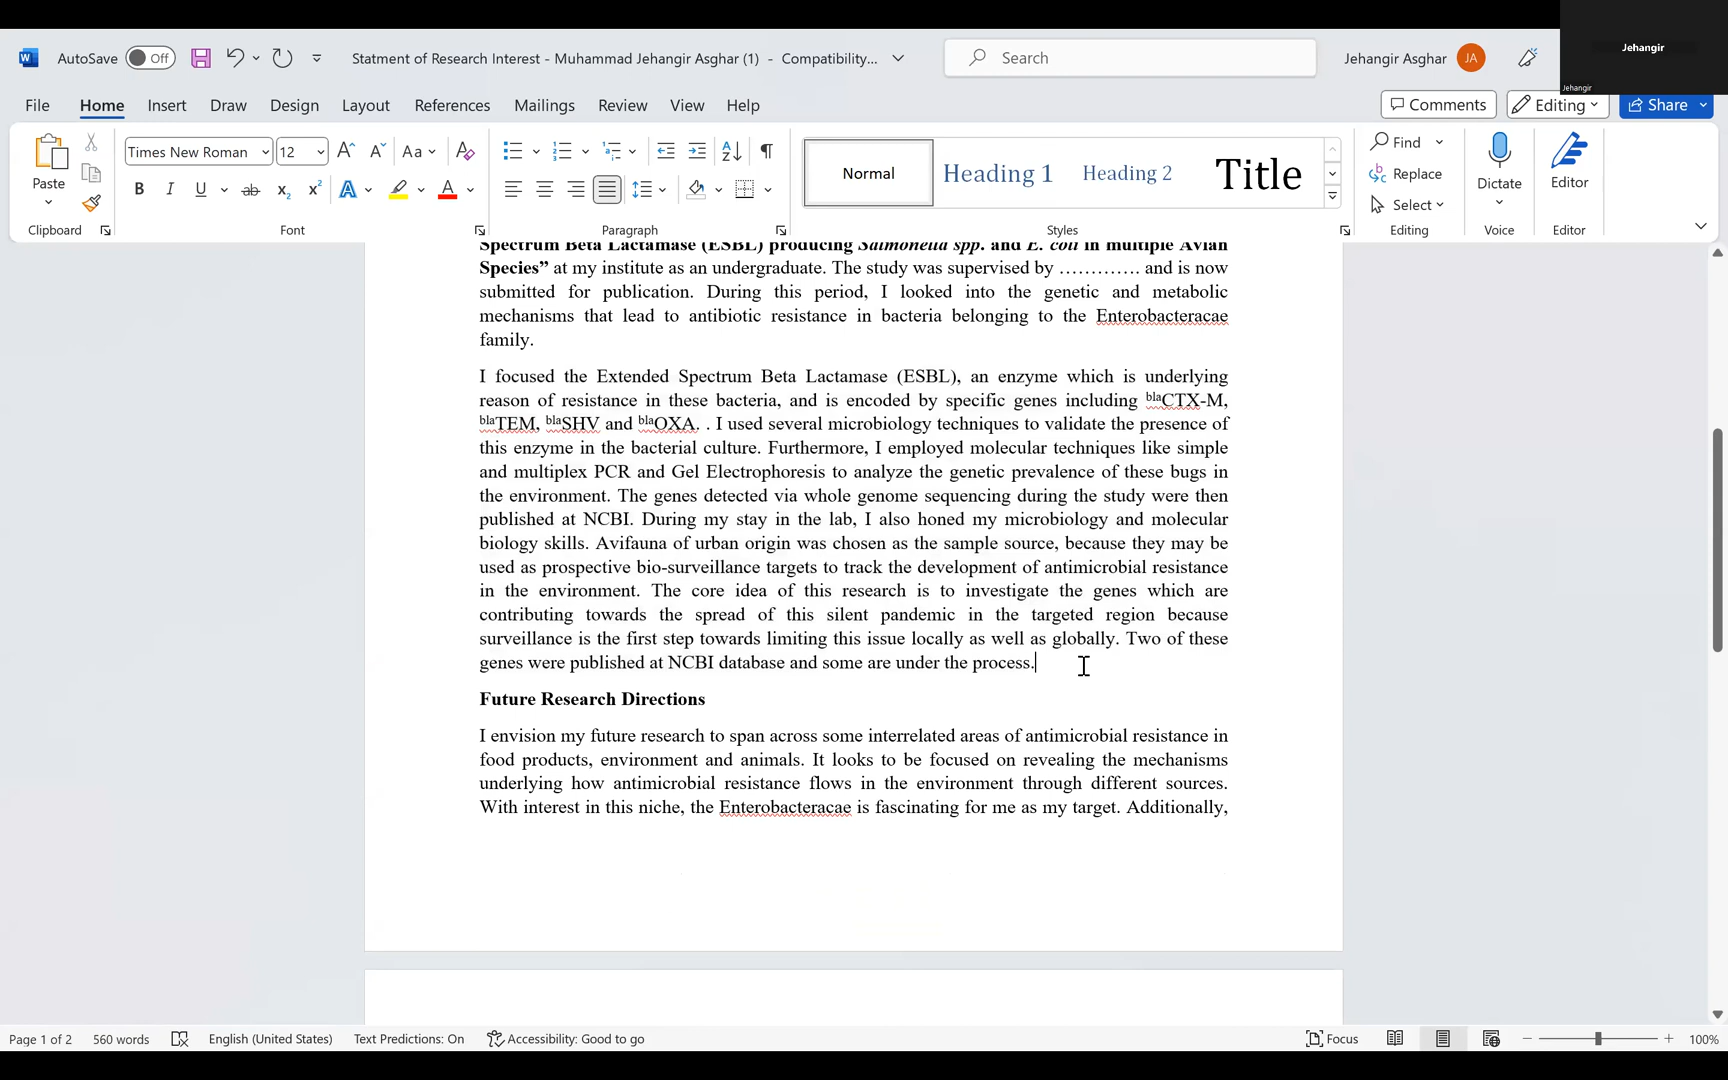 Jehangir
Jehangir
AutoSave Off Statment of Research Interest - Muhammad Jehangir Asghar (1) - Compatibility... Search Jehangir Asghar JA
File Home Insert Draw Design Layout References Mailings Review View Help Comments Editing Share
Paste Times New Roman 12 Aa Normal Heading 1 Heading 2 Title Find Replace Select Dictate Editor
Clipboard Font Paragraph Styles Editing Voice Editor
Spectrum Beta Lactamase (ESBL) producing Salmonella spp. and E. coli in multiple Avian
Species” at my institute as an undergraduate. The study was supervised by …………. and is now
submitted for publication. During this period, I looked into the genetic and metabolic
mechanisms that lead to antibiotic resistance in bacteria belonging to the Enterobacteracae
family.
I focused the Extended Spectrum Beta Lactamase (ESBL), an enzyme which is underlying
reason of resistance in these bacteria, and is encoded by specific genes including blaCTX-M,
blaTEM, blaSHV and blaOXA. . I used several microbiology techniques to validate the presence of
this enzyme in the bacterial culture. Furthermore, I employed molecular techniques like simple
and multiplex PCR and Gel Electrophoresis to analyze the genetic prevalence of these bugs in
the environment. The genes detected via whole genome sequencing during the study were then
published at NCBI. During my stay in the lab, I also honed my microbiology and molecular
biology skills. Avifauna of urban origin was chosen as the sample source, because they may be
used as prospective bio-surveillance targets to track the development of antimicrobial resistance
in the environment. The core idea of this research is to investigate the genes which are
contributing towards the spread of this silent pandemic in the targeted region because
surveillance is the first step towards limiting this issue locally as well as globally. Two of these
genes were published at NCBI database and some are under the process.
Future Research Directions
I envision my future research to span across some interrelated areas of antimicrobial resistance in
food products, environment and animals. It looks to be focused on revealing the mechanisms
underlying how antimicrobial resistance flows in the environment through different sources.
With interest in this niche, the Enterobacteracae is fascinating for me as my target. Additionally,
Page 1 of 2 560 words English (United States) Text Predictions: On Accessibility: Good to go Focus 100%